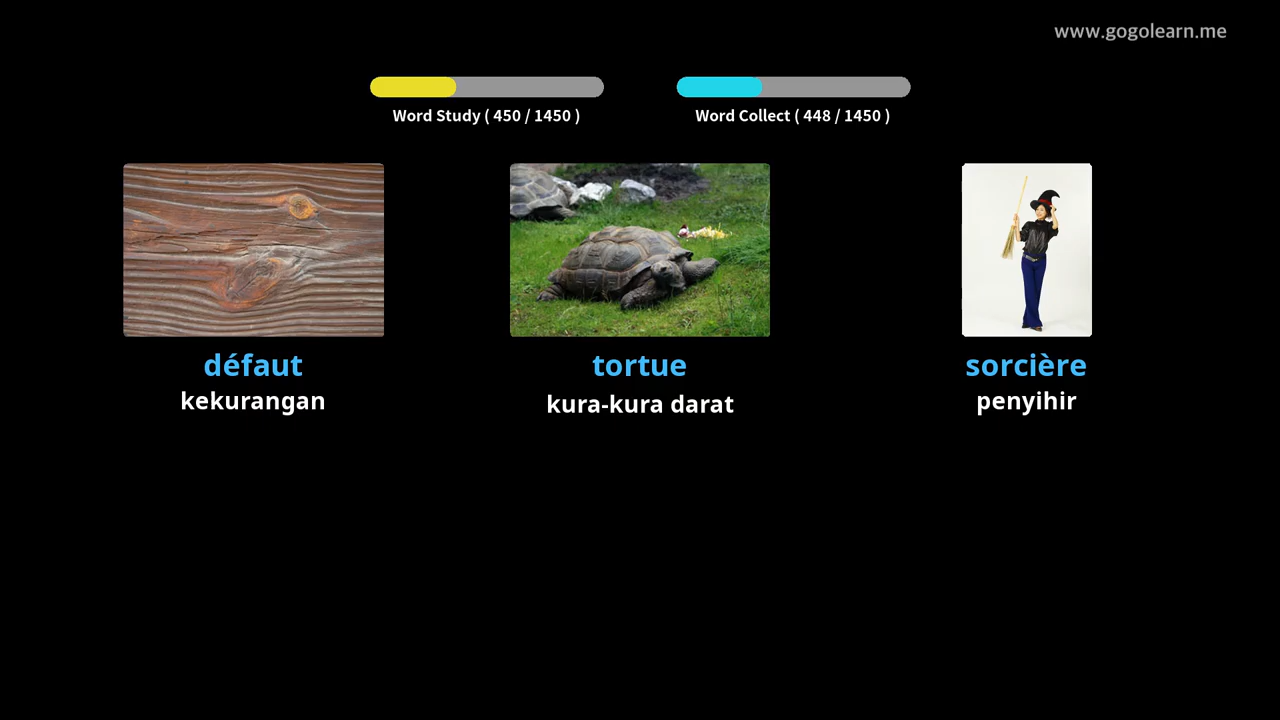 www.gogolearn.me
Word Study ( 450 / 1450 )
Word Collect ( 448 / 1450 )
défaut
kekurangan
tortue
kura-kura darat
sorcière
penyihir